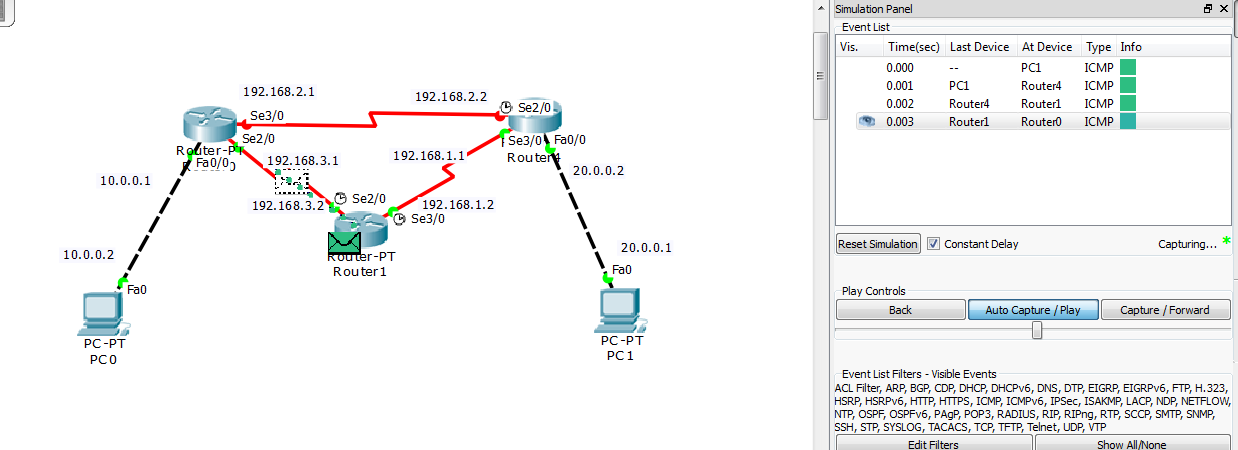 192.168.2.1
192.168.2.2
Se3/0
Se2/0
Se2/0
Router-PT
Fa0/0
Se3/0
Fa0/0
Router4
192.168.3.1
192.168.1.1
10.0.0.1
20.0.0.2
Se2/0
192.168.3.2
192.168.1.2
Se3/0
10.0.0.2
20.0.0.1
Router-PT
Router1
Fa0
Fa0
PC-PT
PC0
PC-PT
PC1
Simulation Panel
Event List
Vis. Time(sec) Last Device At Device Type Info
0.000 -- PC1 ICMP
0.001 PC1 Router4 ICMP
0.002 Router4 Router1 ICMP
0.003 Router1 Router0 ICMP
Reset Simulation Constant Delay Capturing... *
Play Controls
Back Auto Capture / Play Capture / Forward
Event List Filters - Visible Events
ACL Filter, ARP, BGP, CDP, DHCP, DHCPv6, DNS, DTP, EIGRP, EIGRPv6, FTP, H.323,
HSRP, HSRPv6, HTTP, HTTPS, ICMP, ICMPv6, IPSec, ISAKMP, LACP, NDP, NETFLOW,
NTP, OSPF, OSPFv6, PAgP, POP3, RADIUS, RIP, RIPng, RTP, SCCP, SMTP, SNMP,
SSH, STP, SYSLOG, TACACS, TCP, TFTP, Telnet, UDP, VTP
Edit Filters Show All/None